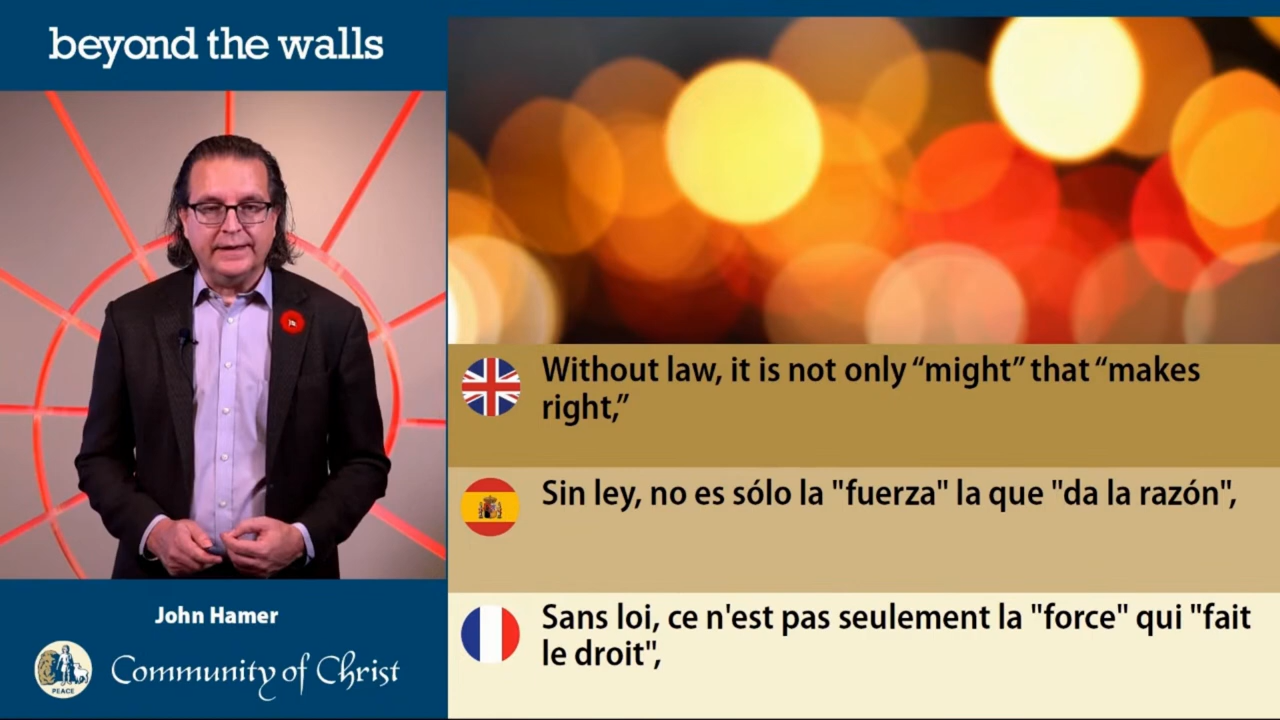 beyond the walls
Without law, it is not only “might” that “makes
right,”
Sin ley, no es sólo la "fuerza" la que "da la razón",
Sans loi, ce n'est pas seulement la "force" qui "fait
le droit",
John Hamer
PEACE
Community of Christ